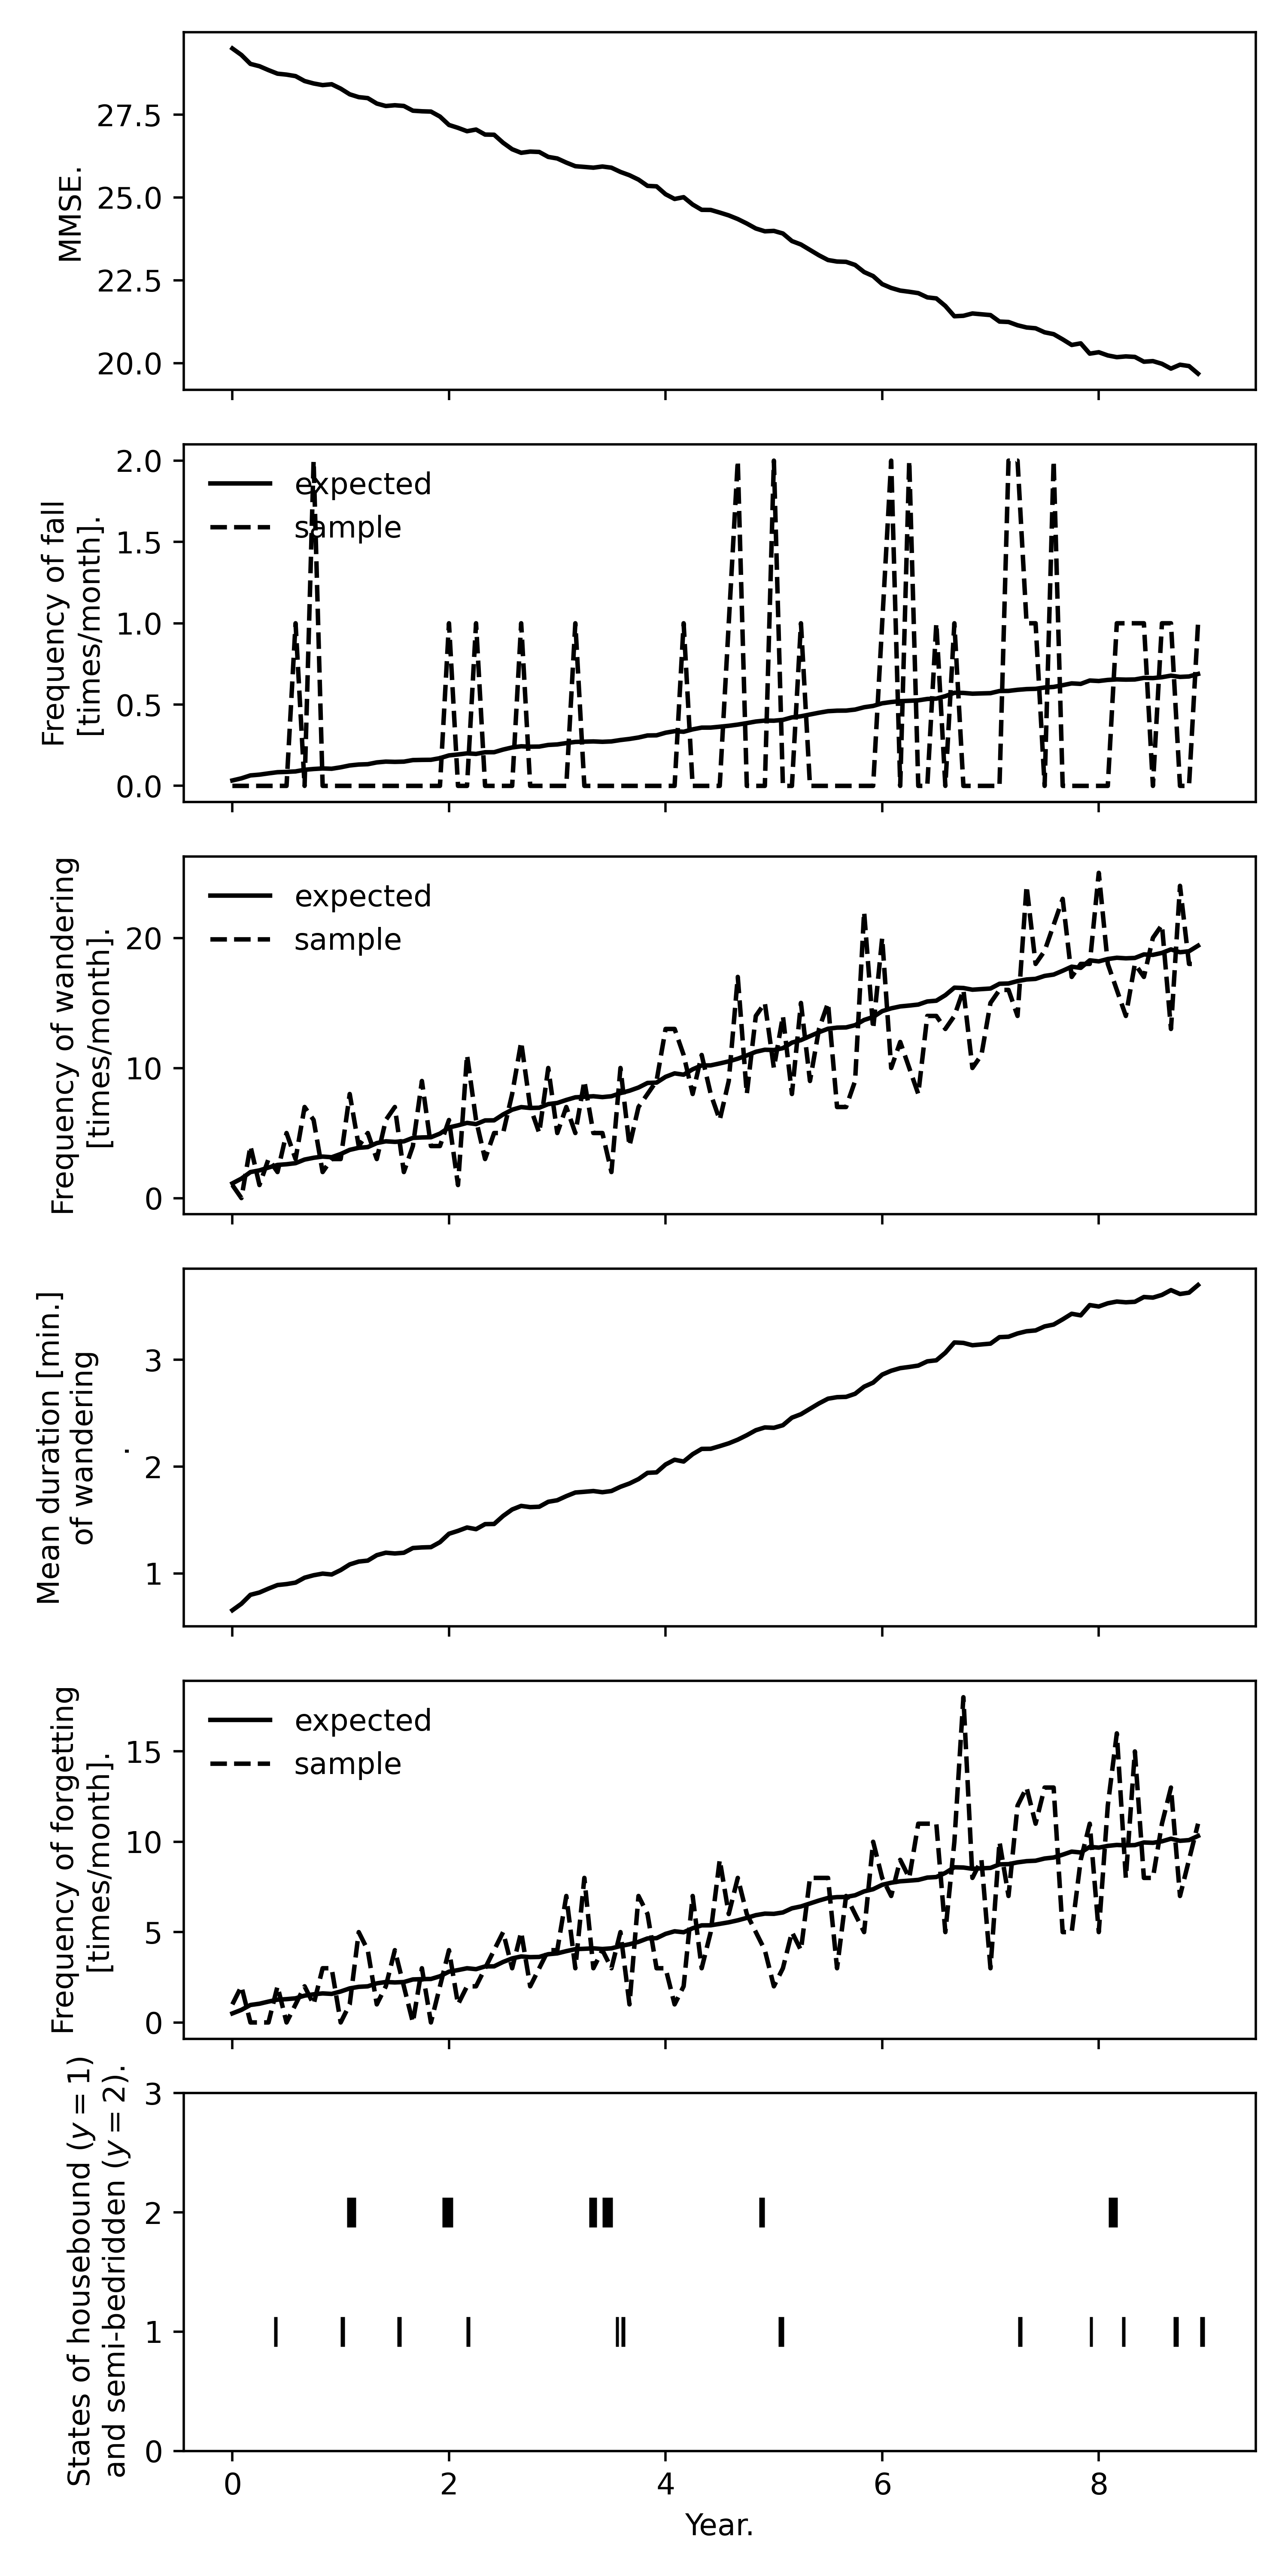 MMSE.
27.5
25.0
22.5
20.0
Frequency of fall
[times/month].
2.0
1.5
1.0
0.5
0.0
expected
sample
Frequency of wandering
[times/month].
20
10
0
expected
sample
Mean duration [min.]
of wandering
.
3
2
1
Frequency of forgetting
[times/month].
15
10
5
0
expected
sample
States of housebound (y = 1)
and semi-bedridden (y = 2).
3
2
1
0
0 2 4 6 8
Year.